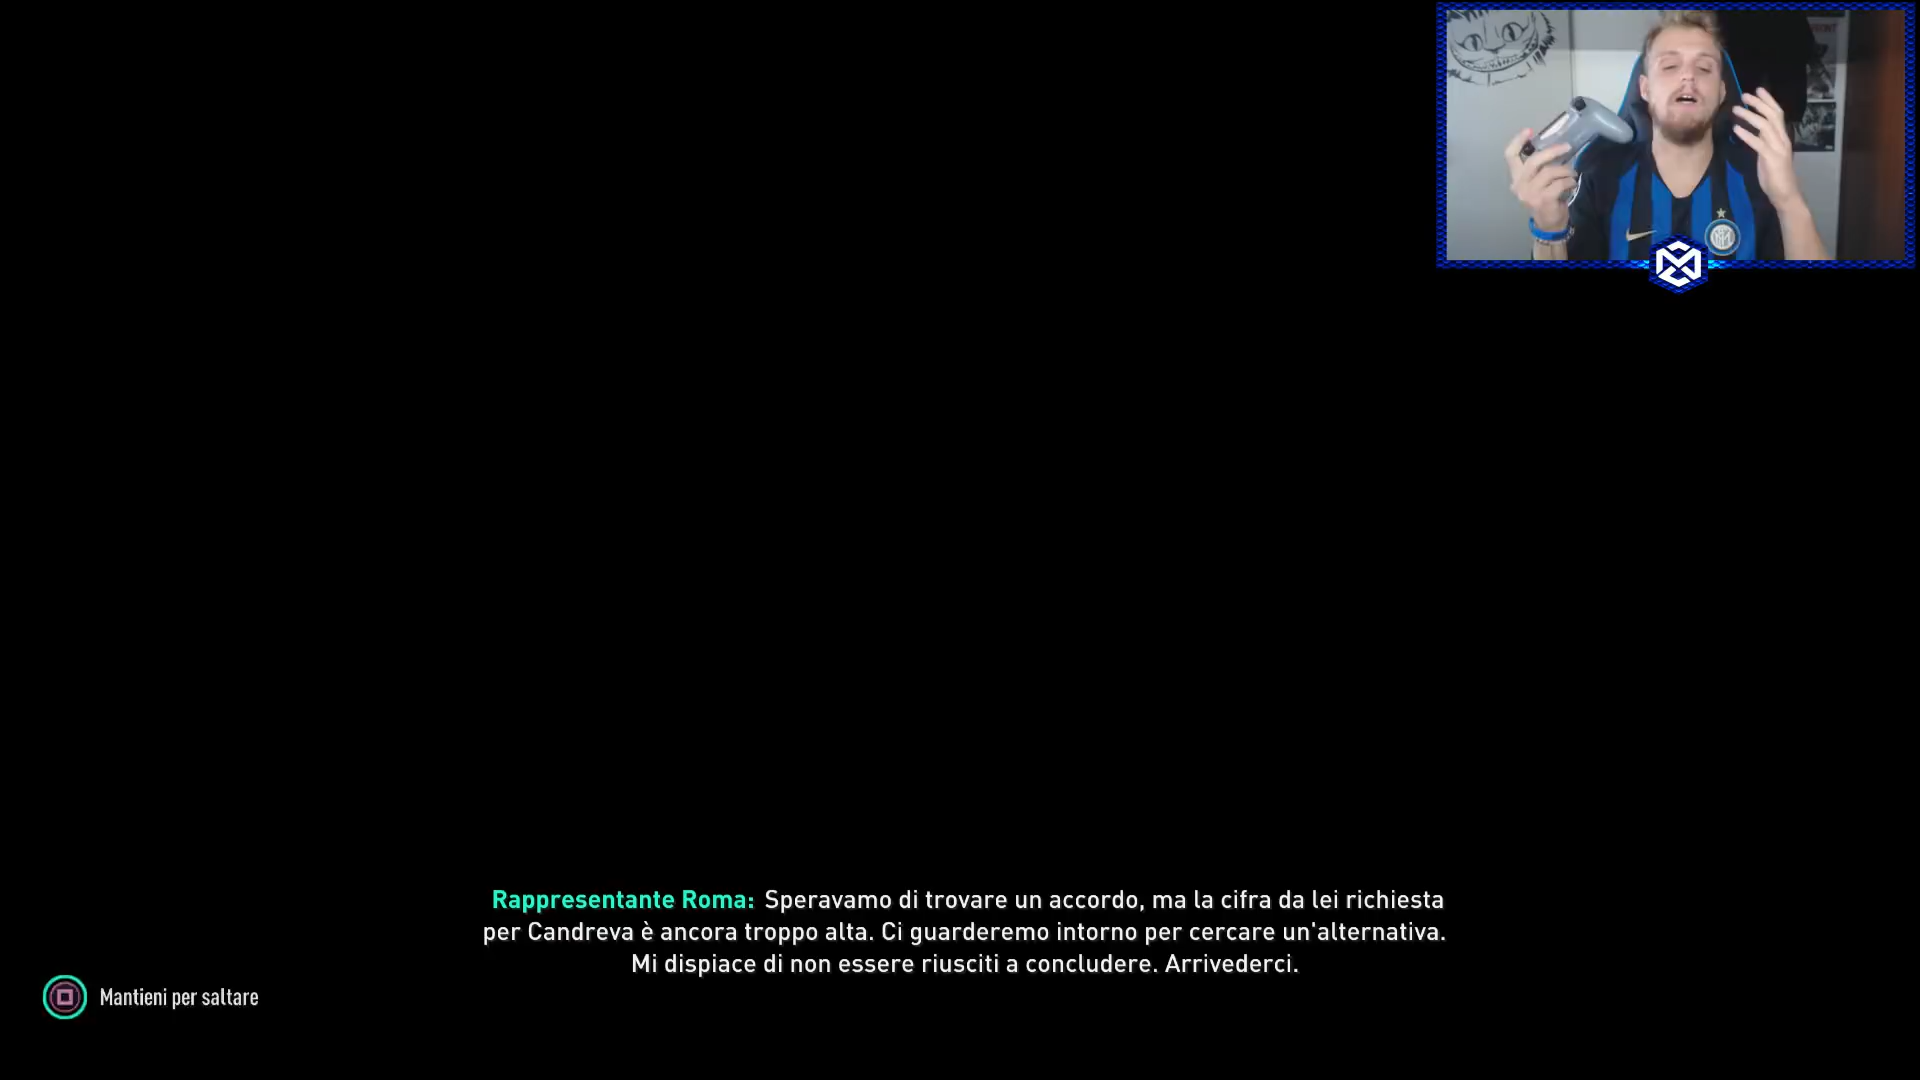 Rappresentante Roma: Speravamo di trovare un accordo, ma la cifra da lei richiesta
per Candreva è ancora troppo alta. Ci guarderemo intorno per cercare un'alternativa.
Mi dispiace di non essere riusciti a concludere. Arrivederci.
Mantieni per saltare